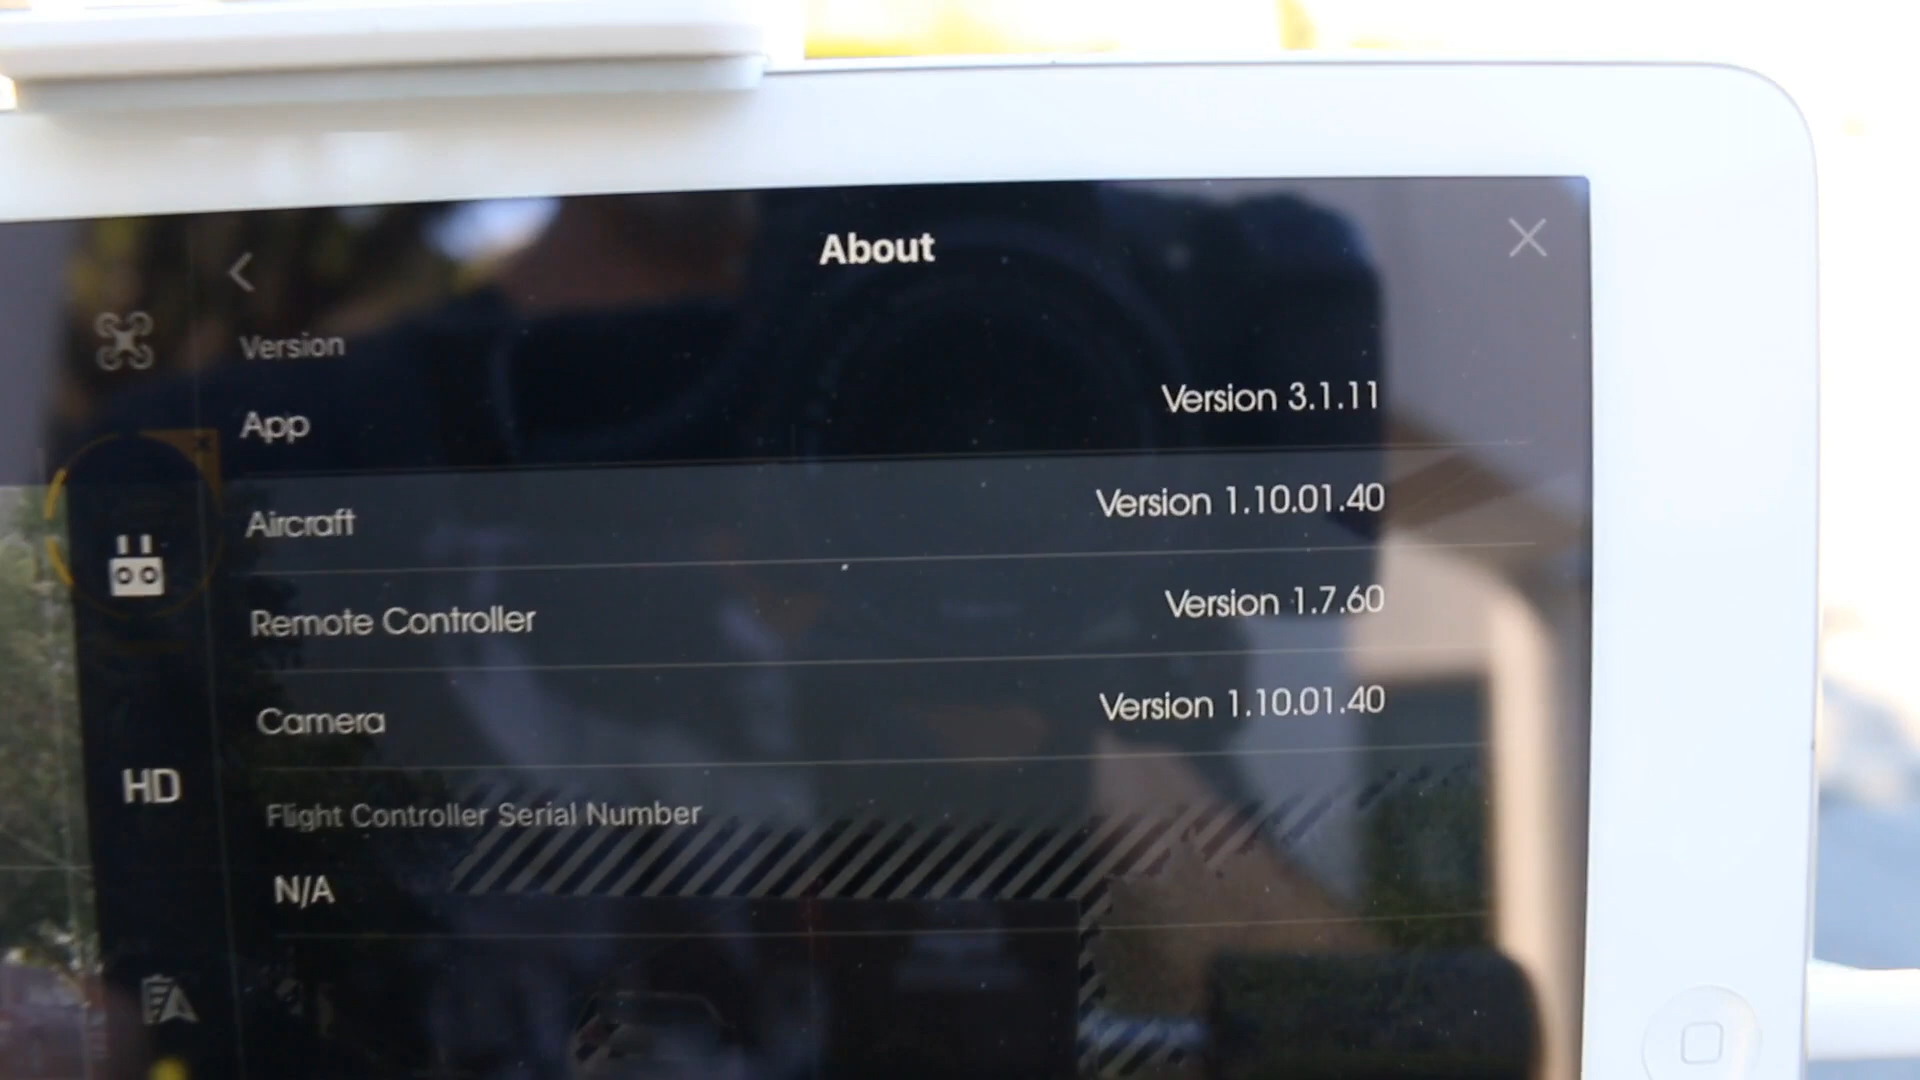 About
Version
App Version 3.1.11
Aircraft Version 1.10.01.40
Remote Controller Version 1.7.60
Camera Version 1.10.01.40
HD
Flight Controller Serial Number
N/A